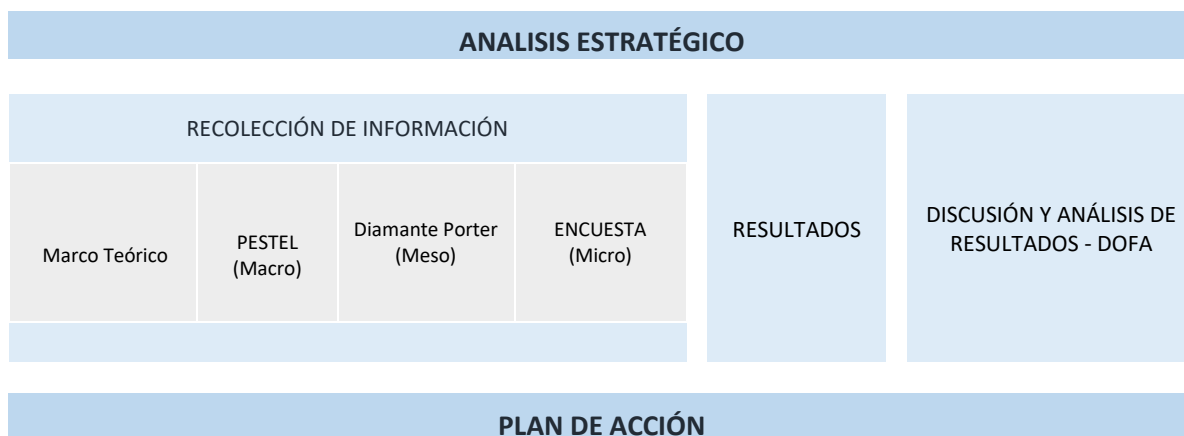 ANALISIS ESTRATÉGICO
RECOLECCIÓN DE INFORMACIÓN
Marco Teórico
PESTEL
(Macro)
Diamante Porter
(Meso)
ENCUESTA
(Micro)
RESULTADOS
DISCUSIÓN Y ANÁLISIS DE
RESULTADOS - DOFA
PLAN DE ACCIÓN